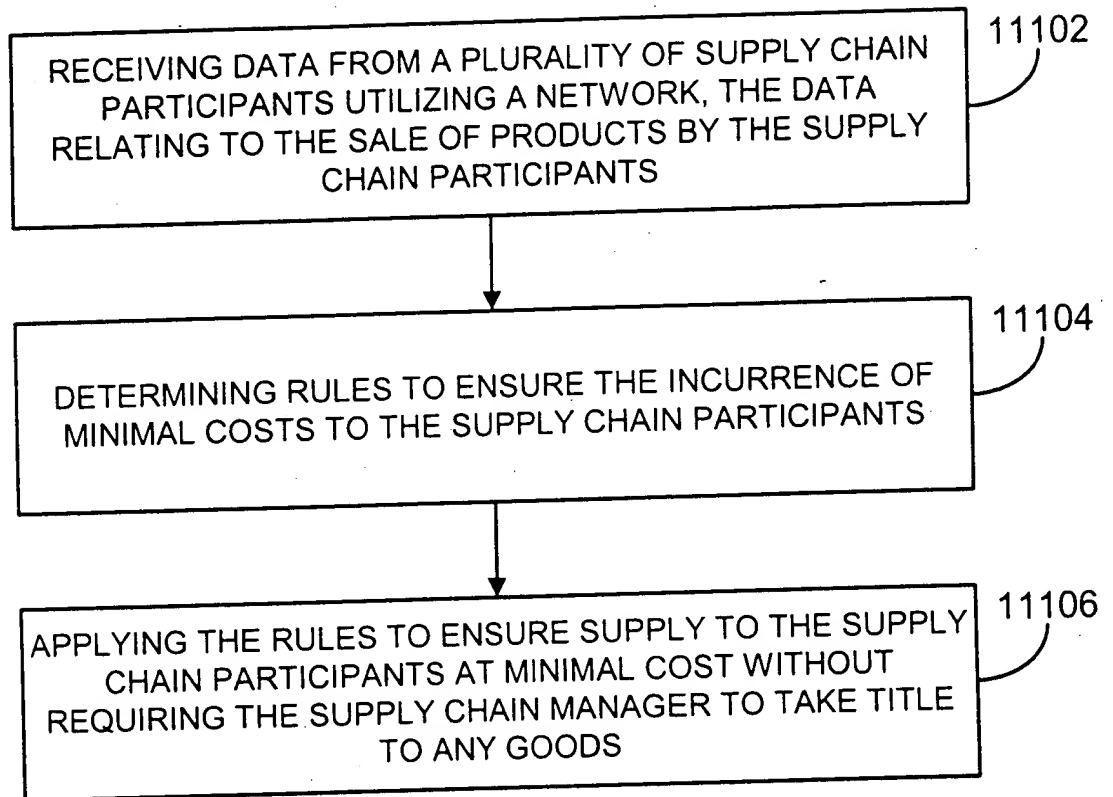 RECEIVING DATA FROM A PLURALITY OF SUPPLY CHAIN
PARTICIPANTS UTILIZING A NETWORK, THE DATA
RELATING TO THE SALE OF PRODUCTS BY THE SUPPLY
CHAIN PARTICIPANTS
11102
DETERMINING RULES TO ENSURE THE INCURRENCE OF
MINIMAL COSTS TO THE SUPPLY CHAIN PARTICIPANTS
11104
APPLYING THE RULES TO ENSURE SUPPLY TO THE SUPPLY
CHAIN PARTICIPANTS AT MINIMAL COST WITHOUT
REQUIRING THE SUPPLY CHAIN MANAGER TO TAKE TITLE
TO ANY GOODS
11106